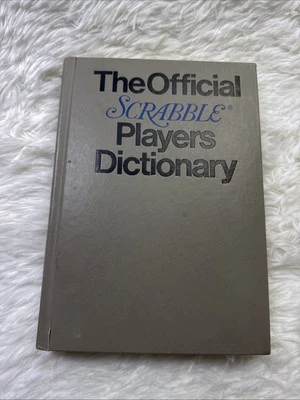 The Official
SCRABBLE®
Players
Dictionary